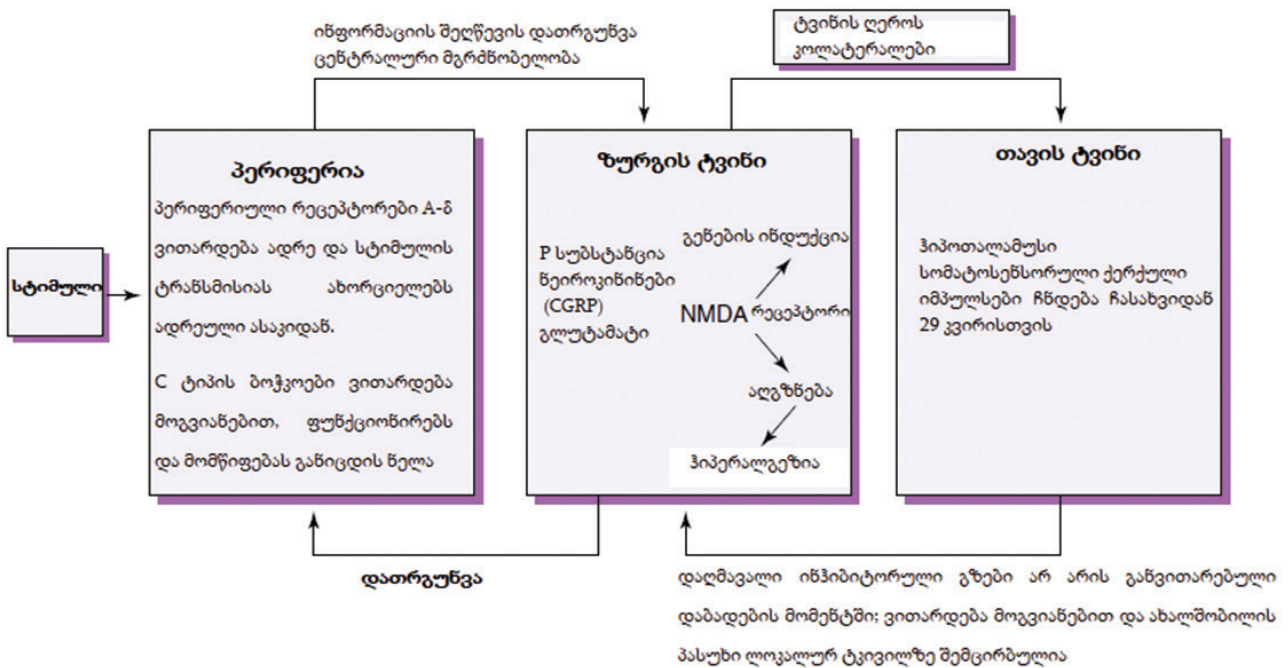 ინფორმაციის შეღწევის დათრგუნვა
ცენტრალური მგრძნობელობა
ტვინის ღეროს
კოლატერალები
სტიმული
პერიფერია
პერიფერიული რეცეპტორები A-δ
ვითარდება ადრე და სტიმულის
ტრანსმისიას ახორციელებს
ადრეული ასაკიდან.
C ტიპის ბოჭკოები ვითარდება
მოგვიანებით, ფუნქციონირებს
და მომწიფებას განიცდის ნელა
ზურგის ტვინი
P სუბსტანცია
ნეიროკინინები
(CGRP)
გლუტამატი
გენების ინდუქცია
NMDA რეცეპტორი
აღგზნება
ჰიპერალგეზია
თავის ტვინი
ჰიპოთალამუსი
სომატოსენსორული ქერქული
იმპულსები ჩნდება ჩასახვიდან
29 კვირისთვის
დათრგუნვა
დაღმავალი ინჰიბიტორული გზები არ არის განვითარებული
დაბადების მომენტში; ვითარდება მოგვიანებით და ახალშობილის
პასუხი ლოკალურ ტკივილზე შემცირბულია